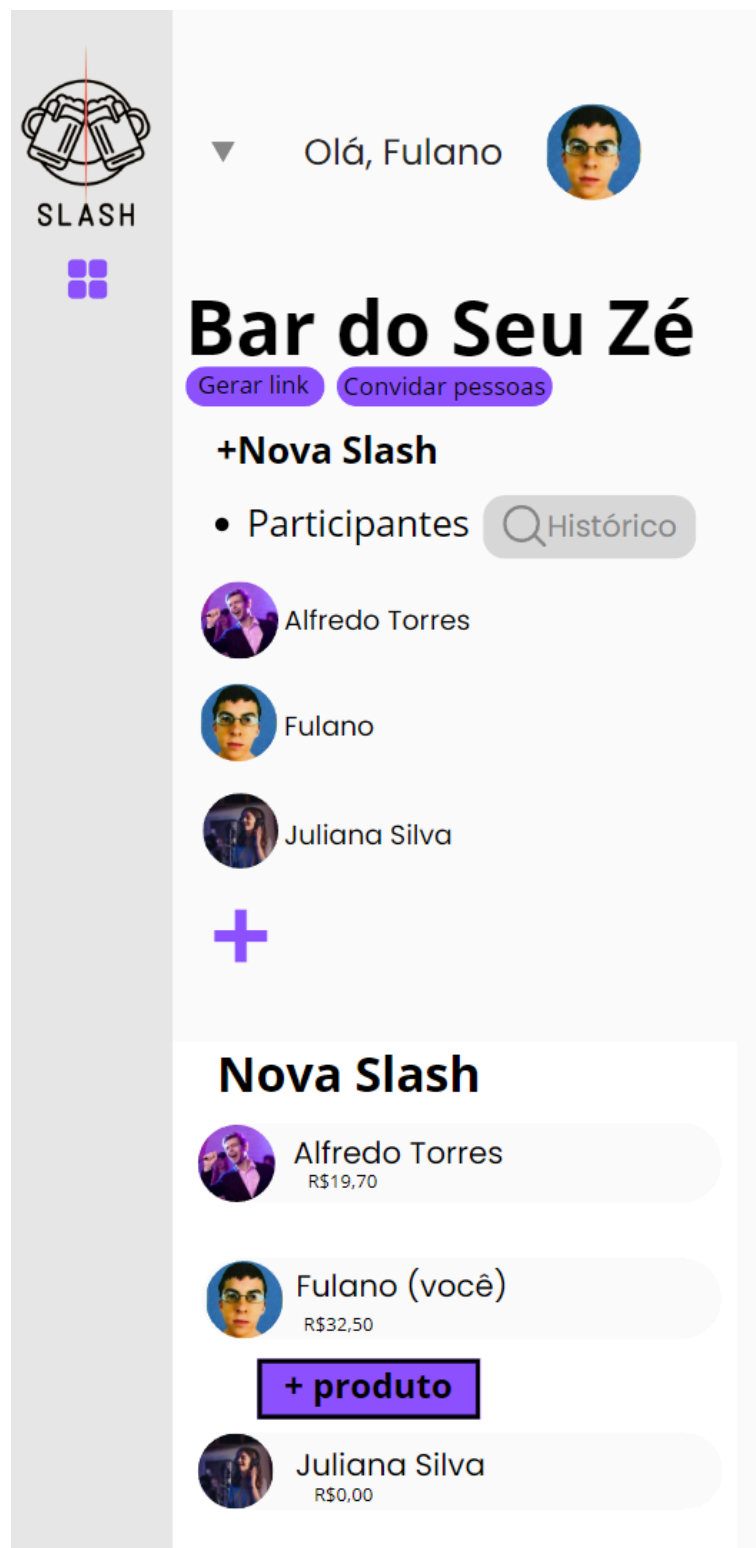 SLASH
Olá, Fulano
Bar do Seu Zé
Gerar link Convidar pessoas
+Nova Slash
• Participantes Histórico
Alfredo Torres
Fulano
Juliana Silva
Nova Slash
Alfredo Torres
R$19,70
Fulano (você)
R$32,50
+ produto
Juliana Silva
R$0,00